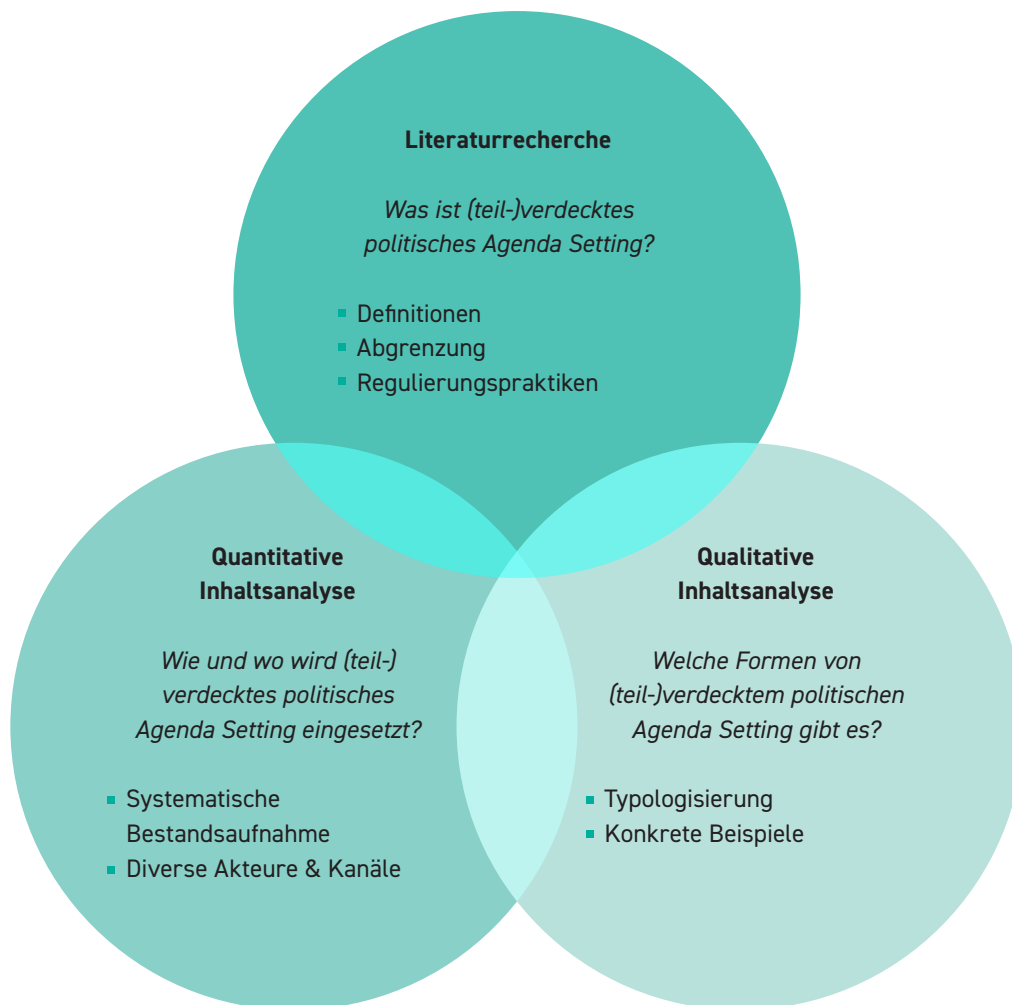 Literaturrecherche
Was ist (teil-)verdecktes
politisches Agenda Setting?
Definitionen
Abgrenzung
Regulierungspraktiken
Quantitative
Inhaltsanalyse
Wie und wo wird (teil-)
verdecktes politisches
Agenda Setting eingesetzt?
Systematische
Bestandsaufnahme
Diverse Akteure & Kanäle
Qualitative
Inhaltsanalyse
Welche Formen von
(teil-)verdecktem politischen
Agenda Setting gibt es?
Typologisierung
Konkrete Beispiele